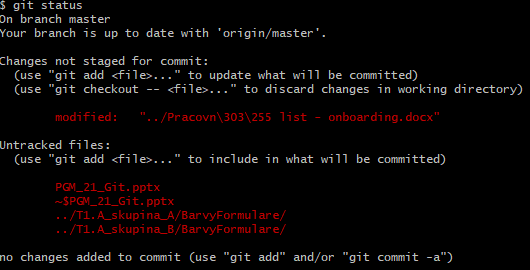 $ git status
On branch master
Your branch is up to date with 'origin/master'.
Changes not staged for commit:
(use "git add <file>..." to update what will be committed)
(use "git checkout -- <file>..." to discard changes in working directory)
modified: "../Pracovn\303\255 list - onboarding.docx"
Untracked files:
(use "git add <file>..." to include in what will be committed)
PGM_21_Git.pptx
~$PGM_21_Git.pptx
../T1.A_skupina_A/BarvyFormulare/
../T1.A_skupina_B/BarvyFormulare/
no changes added to commit (use "git add" and/or "git commit -a")